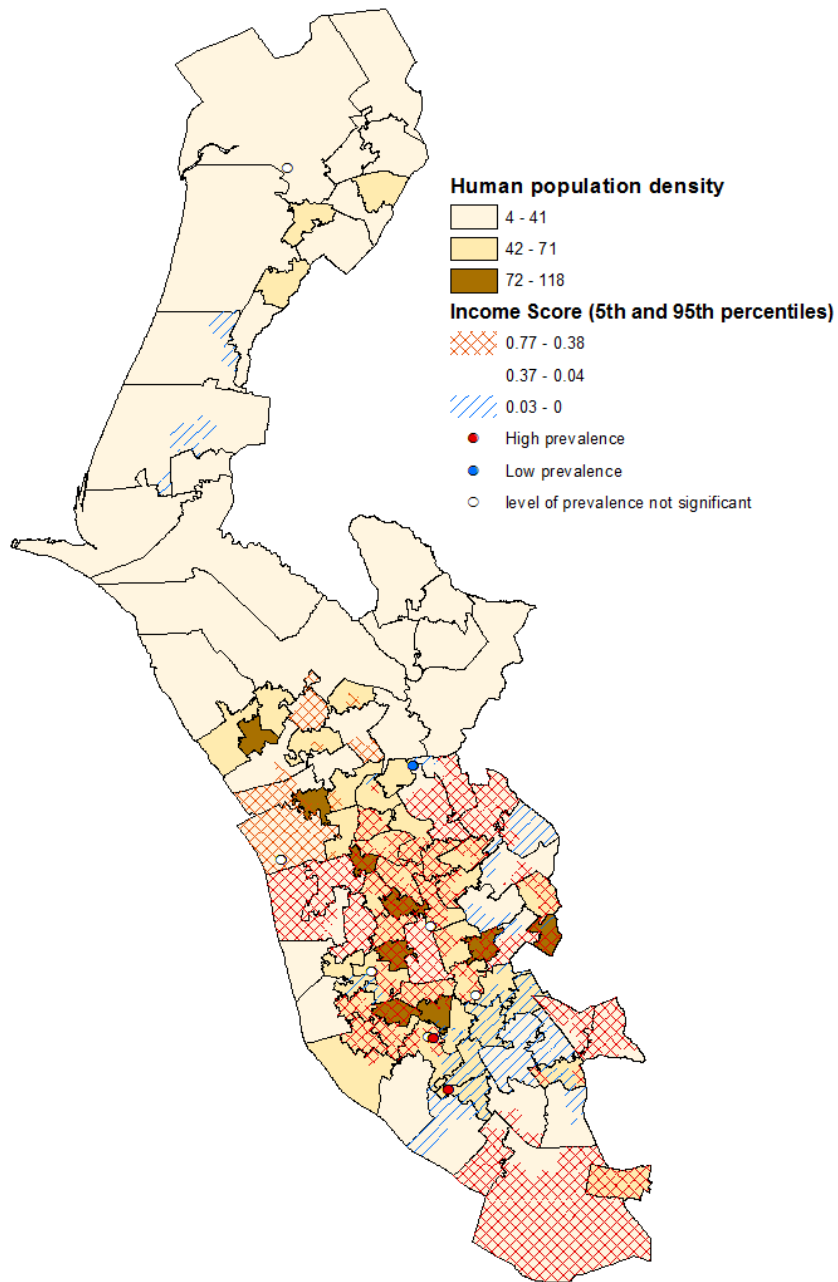 Human population density
4 - 41
42 - 71
72 - 118
Income Score (5th and 95th percentiles)
0.77 - 0.38
0.37 - 0.04
0.03 - 0
High prevalence
Low prevalence
level of prevalence not significant